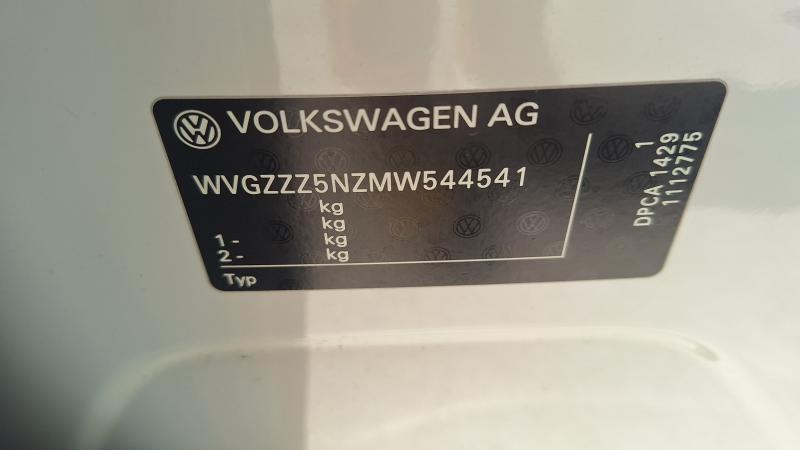 VOLKSWAGEN AG
WVGZZZ5NZMW544541
kg
kg
1- kg
2- kg
Typ
1
DPCA 1429
1112775